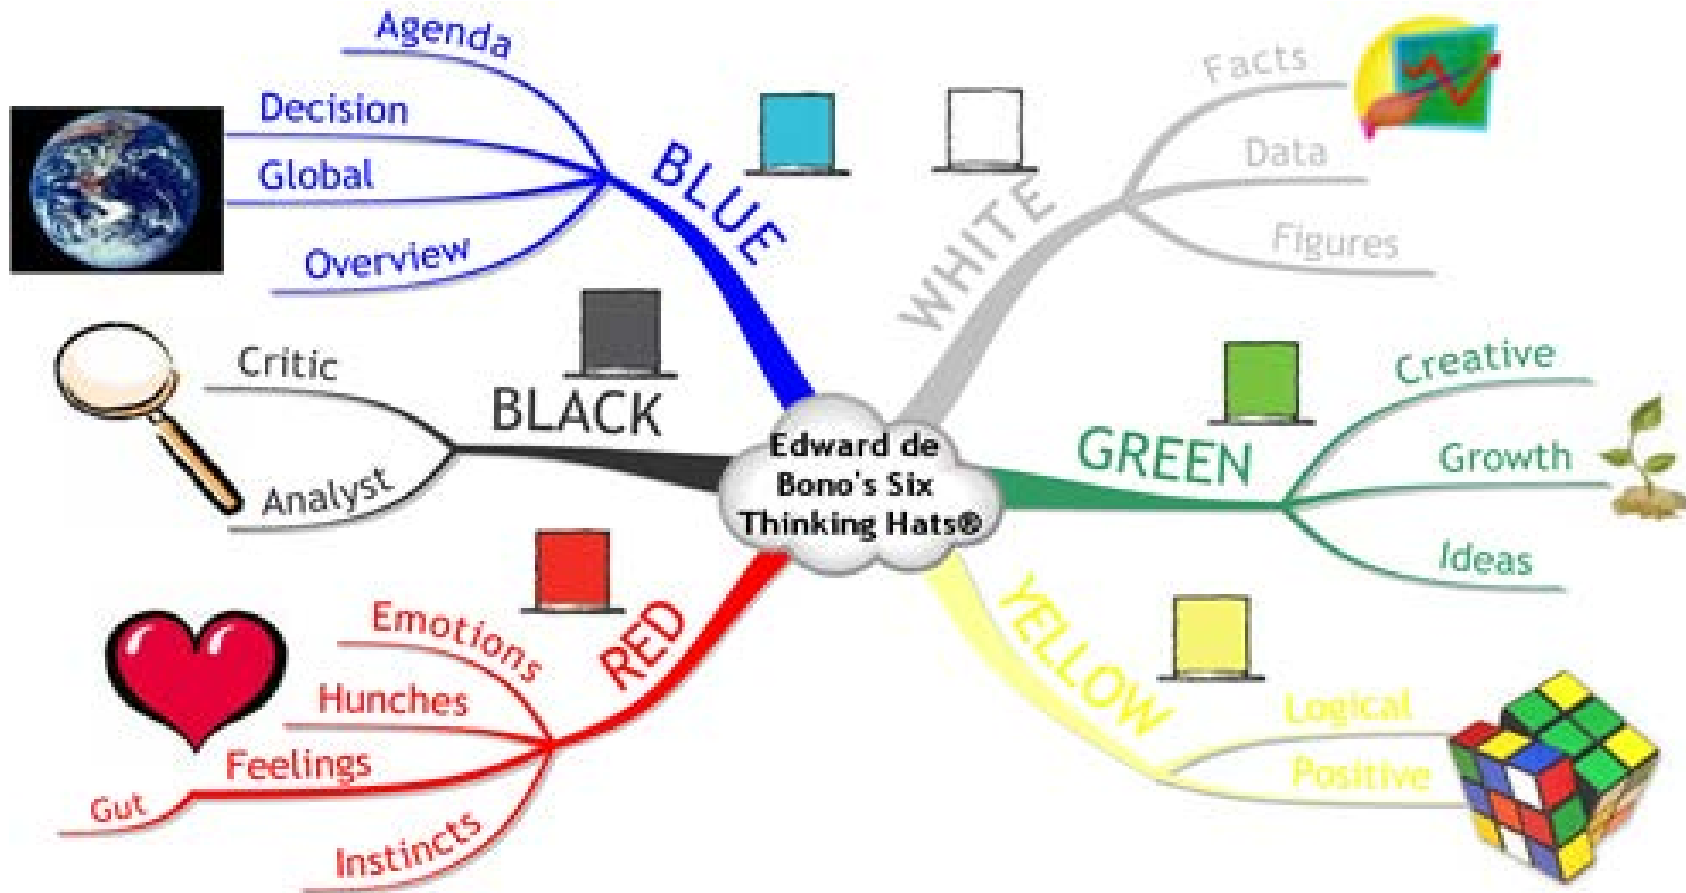 Edward de
Bono's Six
Thinking Hats®
BLUE
Agenda
Decision
Global
Overview
WHITE
Facts
Data
Figures
BLACK
Critic
Analyst
GREEN
Creative
Growth
Ideas
RED
Emotions
Hunches
Feelings
Gut
Instincts
YELLOW
Logical
Positive